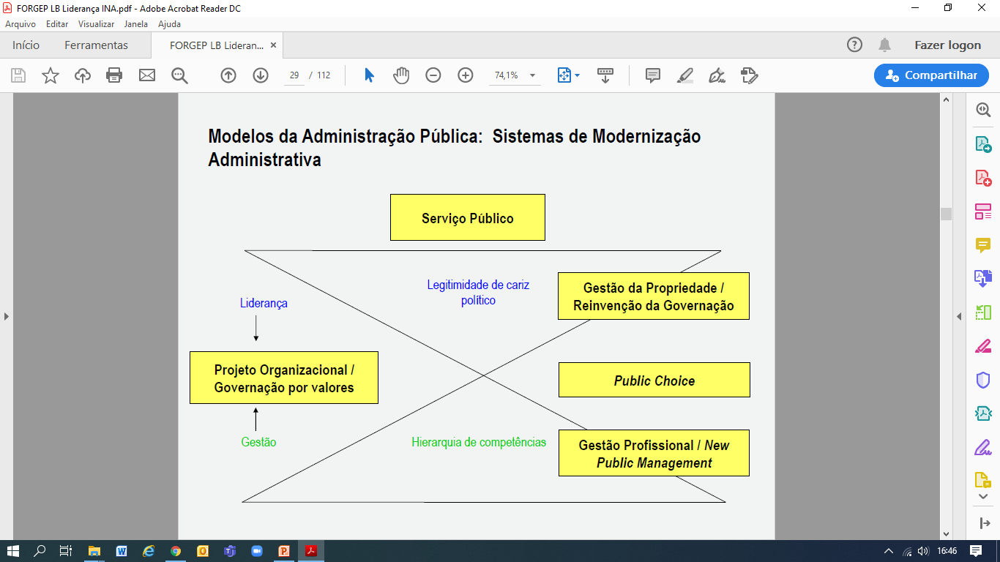 FORGEP LB Liderança INA.pdf - Adobe Acrobat Reader DC
Arquivo Editar Visualizar Janela Ajuda
Início Ferramentas FORGEP LB Lideran... Fazer logon
29 / 112 74,1% Compartilhar
Modelos da Administração Pública: Sistemas de Modernização
Administrativa
Serviço Público
Legitimidade de cariz
político
Gestão da Propriedade /
Reinvenção da Governação
Liderança
Projeto Organizacional /
Governação por valores
Public Choice
Gestão
Hierarquia de competências
Gestão Profissional / New
Public Management
16:46